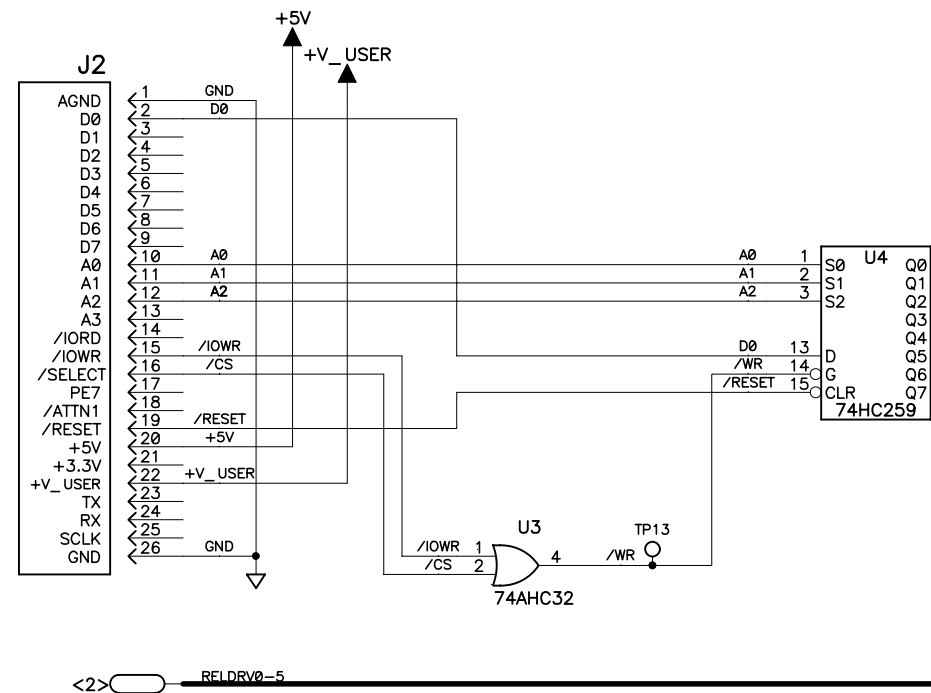 +5V
+V_USER
J2
AGND 1 GND
D0 2 D0
D1 3
D2 4
D3 5
D4 6
D5 7
D6 8
D7 9
A0 10 A0 A0 1 S0 U4 Q0
A1 11 A1 A1 2 S1 Q1
A2 12 A2 A2 3 S2 Q2
A3 13 Q3
/IORD 14 Q4
/IOWR 15 /IOWR D0 13 D Q5
/SELECT 16 /CS /WR 14 G Q6
PE7 17 /RESET 15 CLR Q7
/ATTN1 18 74HC259
/RESET 19 /RESET
+5V 20 +5V
+3.3V 21
+V_USER 22 +V_USER
TX 23
RX 24
SCLK 25
GND 26 GND
U3 TP13
/IOWR 1 4 /WR
/CS 2
74AHC32
<2> RELDRV0-5